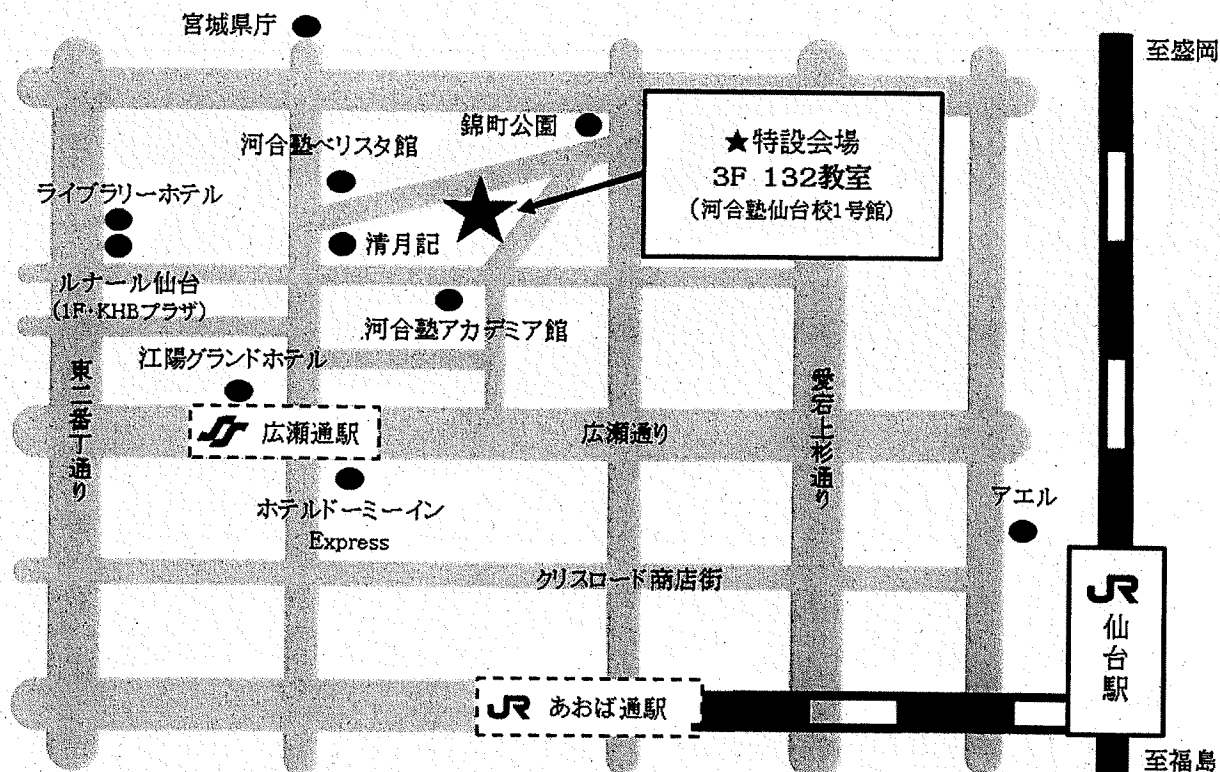 宮城県庁
至盛岡
錦町公園
河合塾ベリスタ館
★特設会場
3F 132教室
(河合塾仙台校1号館)
ライブラリーホテル
清月記
ルナール仙台
(1F・KHBプラザ)
河合塾アカデミア館
江陽グランドホテル
東二番丁通り
愛宕上杉通り
広瀬通駅
広瀬通り
ホテルドーミーイン
Express
アエル
クリスロード商店街
JR
仙台駅
JR あおば通駅
至福島